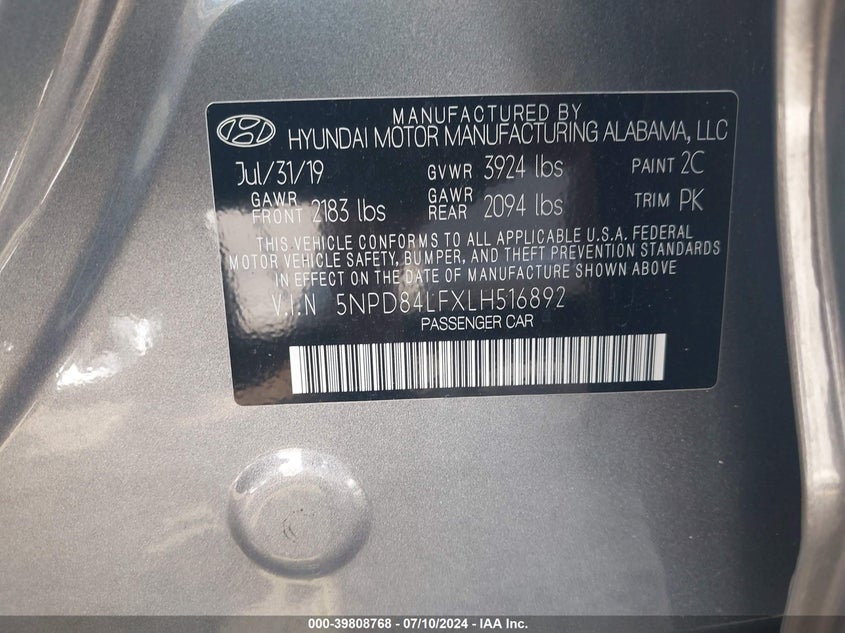 MANUFACTURED BY
HYUNDAI MOTOR MANUFACTURING ALABAMA, LLC
Jul/31/19 GVWR 3924 lbs PAINT 2C
GAWR FRONT 2183 lbs GAWR REAR 2094 lbs TRIM PK
THIS VEHICLE CONFORMS TO ALL APPLICABLE U.S.A. FEDERAL
MOTOR VEHICLE SAFETY, BUMPER, AND THEFT PREVENTION STANDARDS
IN EFFECT ON THE DATE OF MANUFACTURE SHOWN ABOVE
V.I.N 5NPD84LFXLH516892
PASSENGER CAR
000-39808768 - 07/10/2024 - IAA Inc.